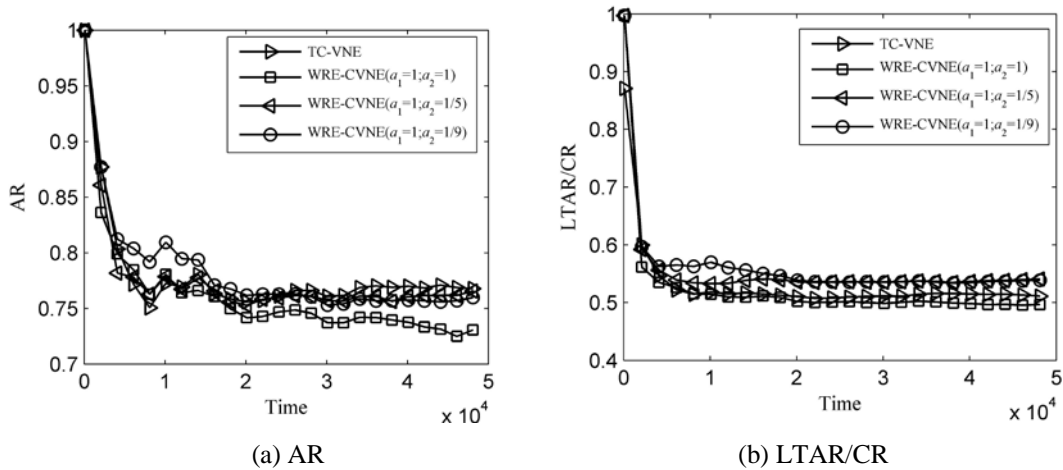 1
0.95
0.9
0.85
0.8
0.75
0.7
AR
TC-VNE
WRE-CVNE(a1=1;a2=1)
WRE-CVNE(a1=1;a2=1/5)
WRE-CVNE(a1=1;a2=1/9)
0 1 2 3 4 5
x 10^4
Time
(a) AR
1
0.9
0.8
0.7
0.6
0.5
0.4
LTAR/CR
TC-VNE
WRE-CVNE(a1=1;a2=1)
WRE-CVNE(a1=1;a2=1/5)
WRE-CVNE(a1=1;a2=1/9)
0 1 2 3 4 5
x 10^4
Time
(b) LTAR/CR